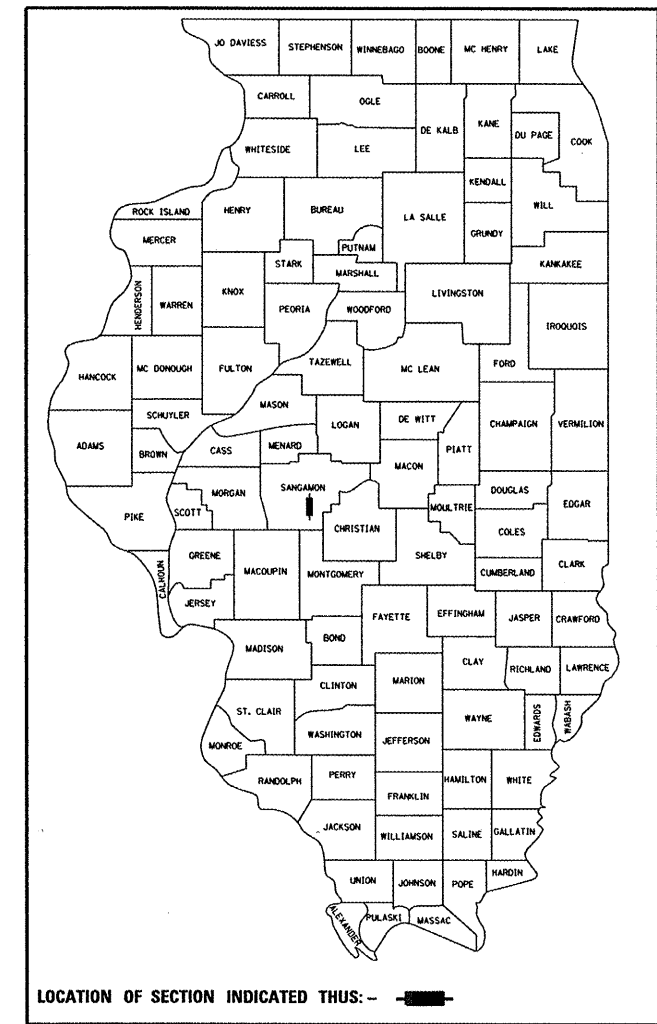 JO DAVIESS STEPHENSON WINNEBAGO BOONE MC HENRY LAKE
CARROLL OGLE DE KALB KANE DU PAGE COOK
WHITESIDE LEE KENDALL WILL
ROCK ISLAND HENRY BUREAU LA SALLE GRUNDY
MERCER PUTNAM KANKAKEE
HENDERSON WARREN KNOX STARK MARSHALL LIVINGSTON IROQUOIS
PEORIA WOODFORD
HANCOCK MC DONOUGH FULTON TAZEWELL MC LEAN FORD
SCHUYLER MASON LOGAN DE WITT CHAMPAIGN VERMILION
ADAMS BROWN CASS MENARD PIATT
PIKE SCOTT MORGAN SANGAMON MACON MOULTRIE DOUGLAS EDGAR
CHRISTIAN COLES
CALHOUN GREENE MACOUPIN MONTGOMERY SHELBY CUMBERLAND CLARK
JERSEY FAYETTE EFFINGHAM JASPER CRAWFORD
MADISON BOND CLAY RICHLAND LAWRENCE
CLINTON MARION
ST. CLAIR WAYNE EDWARDS WABASH
MONROE WASHINGTON JEFFERSON
RANDOLPH PERRY FRANKLIN HAMILTON WHITE
JACKSON WILLIAMSON SALINE GALLATIN
UNION JOHNSON POPE HARDIN
ALEXANDER PULASKI MASSAC
LOCATION OF SECTION INDICATED THUS: -